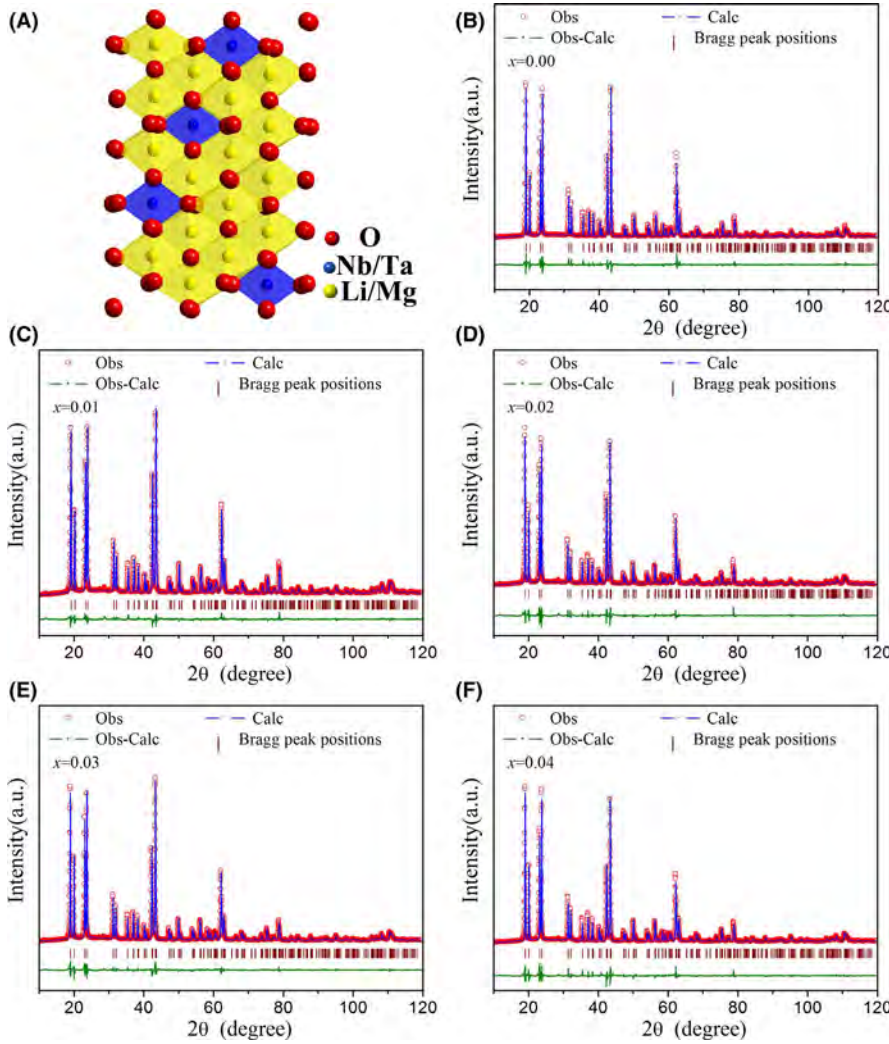 (A)
O
Nb/Ta
Li/Mg
(B)
Obs
Calc
Obs-Calc
Bragg peak positions
x=0.00
Intensity(a.u.)
20 40 60 80 100 120
2θ (degree)
(C)
Obs
Calc
Obs-Calc
Bragg peak positions
x=0.01
Intensity(a.u.)
20 40 60 80 100 120
2θ (degree)
(D)
Obs
Calc
Obs-Calc
Bragg peak positions
x=0.02
Intensity(a.u.)
20 40 60 80 100 120
2θ (degree)
(E)
Obs
Calc
Obs-Calc
Bragg peak positions
x=0.03
Intensity(a.u.)
20 40 60 80 100 120
2θ (degree)
(F)
Obs
Calc
Obs-Calc
Bragg peak positions
x=0.04
Intensity(a.u.)
20 40 60 80 100 120
2θ (degree)